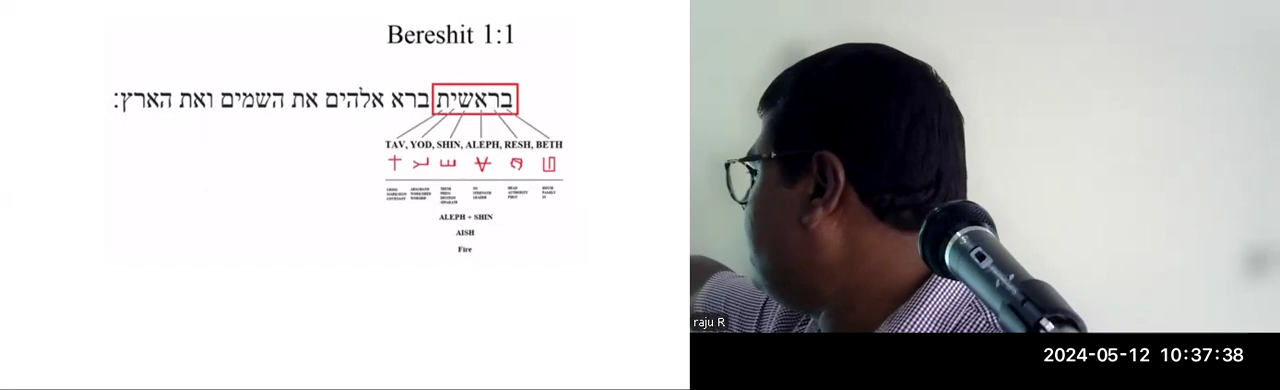 Bereshit 1:1
בראשית ברא אלהים את השמים ואת הארץ:
TAV, YOD, SHIN, ALEPH, RESH, BETH
ALEPH + SHIN
AISH
Fire
raju R
2024-05-12 10:37:38